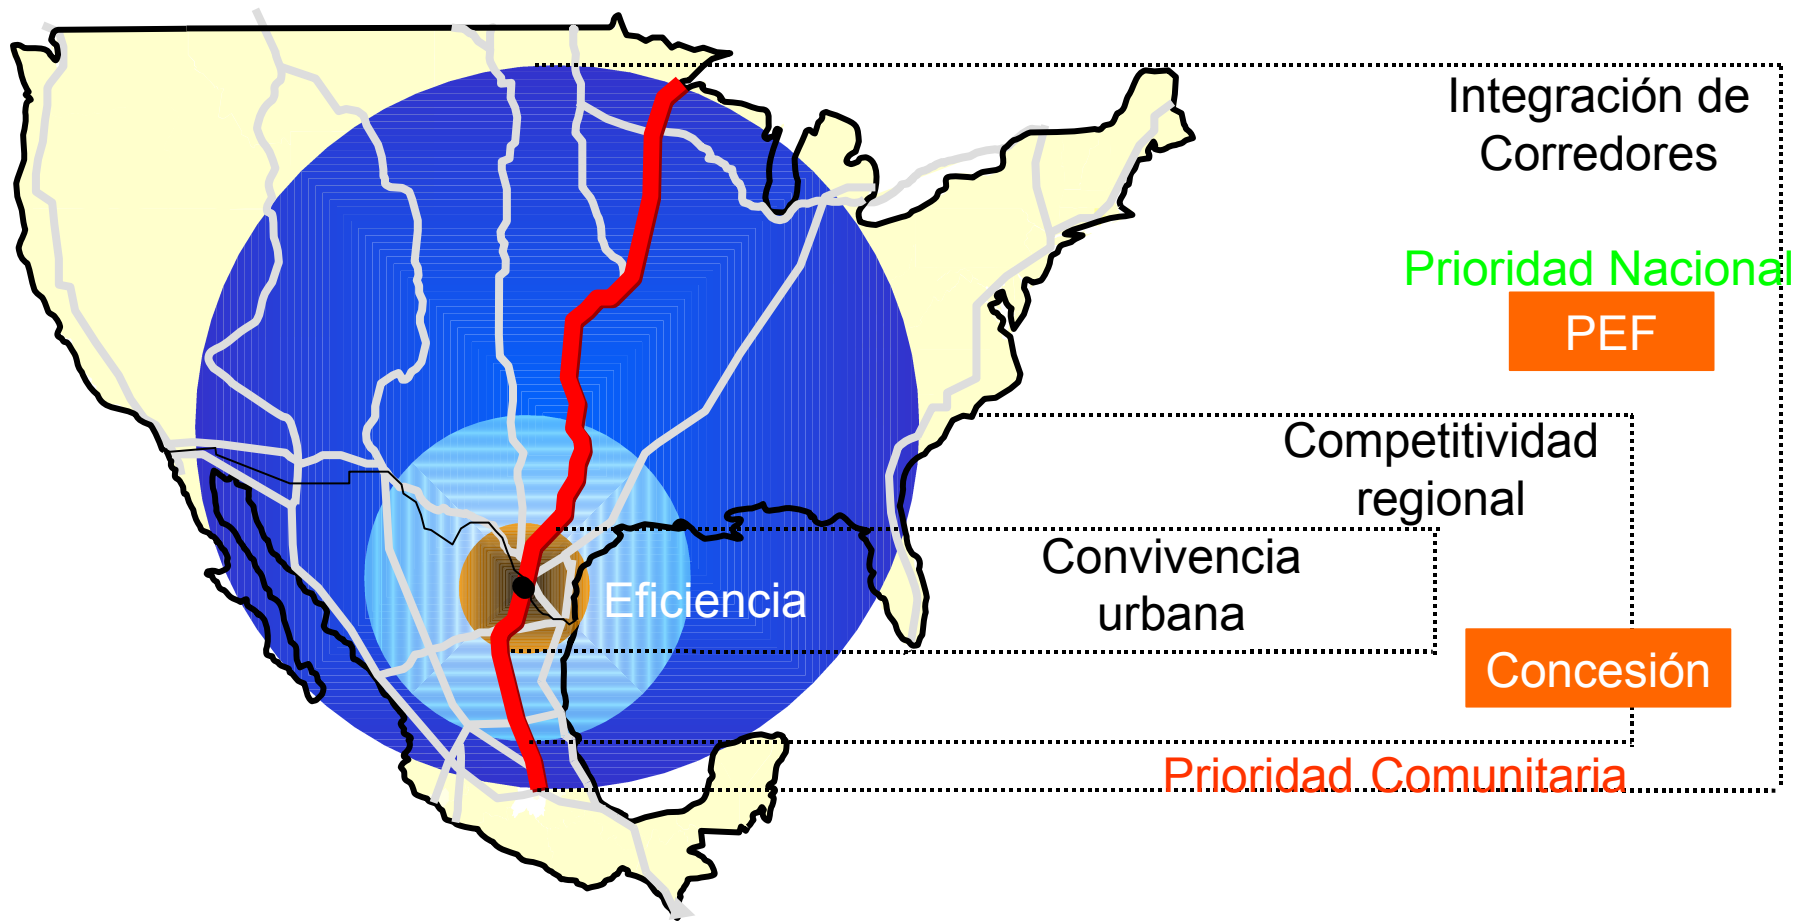 Integración de
Corredores
Prioridad Nacional
PEF
Competitividad
regional
Convivencia
urbana
Eficiencia
Concesión
Prioridad Comunitaria